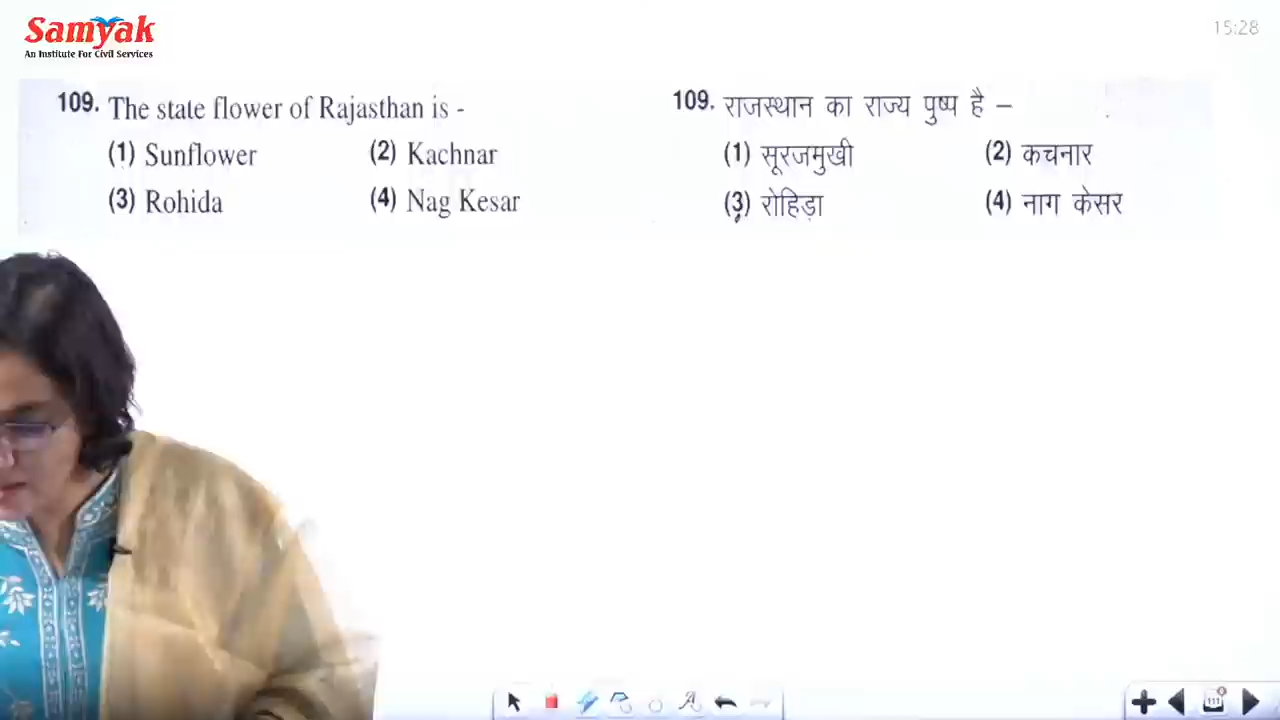 Samyak
An Institute For Civil Services
15:28
109. The state flower of Rajasthan is -
(1) Sunflower
(2) Kachnar
(3) Rohida
(4) Nag Kesar
109. राजस्थान का राज्य पुष्प है –
(1) सूरजमुखी
(2) कचनार
(3) रोहिड़ा
(4) नाग केसर